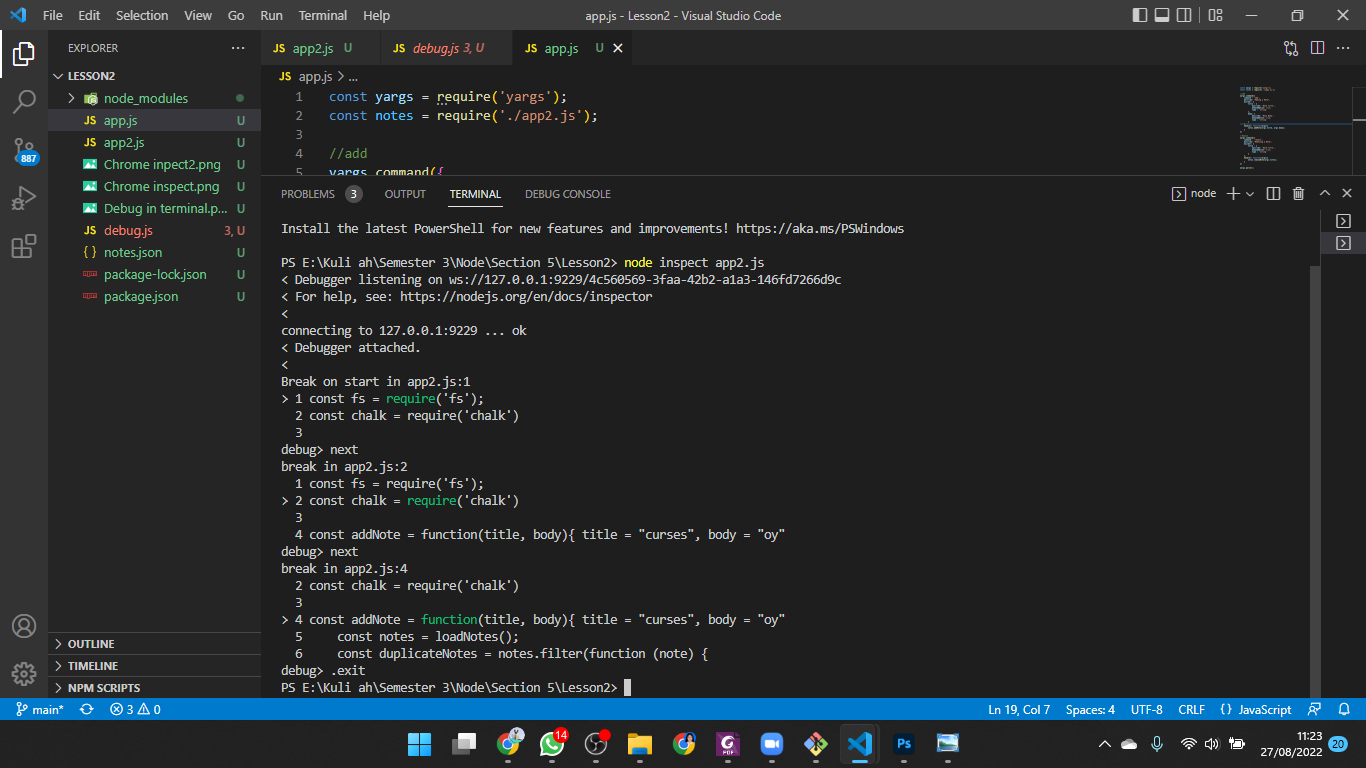 File Edit Selection View Go Run Terminal Help
app.js - Lesson2 - Visual Studio Code
EXPLORER
LESSON2
node_modules
JS app.js U
JS app2.js U
Chrome inpect2.png U
Chrome inspect.png U
Debug in terminal.p... U
JS debug.js 3, U
{ } notes.json U
package-lock.json U
package.json U
OUTLINE
TIMELINE
NPM SCRIPTS
887
JS app2.js U
JS debug.js 3, U
JS app.js U
JS app.js > ...
1 const yargs = require('yargs');
2 const notes = require('./app2.js');
3
4 //add
5 yargs.command({
PROBLEMS 3 OUTPUT TERMINAL DEBUG CONSOLE
node
Install the latest PowerShell for new features and improvements! https://aka.ms/PSWindows
PS E:\Kuli ah\Semester 3\Node\Section 5\Lesson2> node inspect app2.js
< Debugger listening on ws://127.0.0.1:9229/4c560569-3faa-42b2-a1a3-146fd7266d9c
< For help, see: https://nodejs.org/en/docs/inspector
<
connecting to 127.0.0.1:9229 ... ok
< Debugger attached.
<
Break on start in app2.js:1
> 1 const fs = require('fs');
2 const chalk = require('chalk')
3
debug> next
break in app2.js:2
1 const fs = require('fs');
> 2 const chalk = require('chalk')
3
4 const addNote = function(title, body){ title = "curses", body = "oy"
debug> next
break in app2.js:4
2 const chalk = require('chalk')
3
> 4 const addNote = function(title, body){ title = "curses", body = "oy"
5 const notes = loadNotes();
6 const duplicateNotes = notes.filter(function (note) {
debug> .exit
PS E:\Kuli ah\Semester 3\Node\Section 5\Lesson2>
main* 3 0
Ln 19, Col 7 Spaces: 4 UTF-8 CRLF { } JavaScript
14
PDF
Ps
11:23
27/08/2022
20